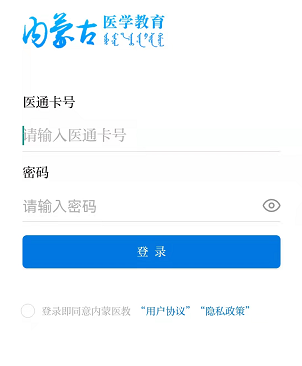 内蒙古 医学教育
医通卡号
请输入医通卡号
密码
请输入密码
登 录
登录即同意内蒙医教 “用户协议” “隐私政策”